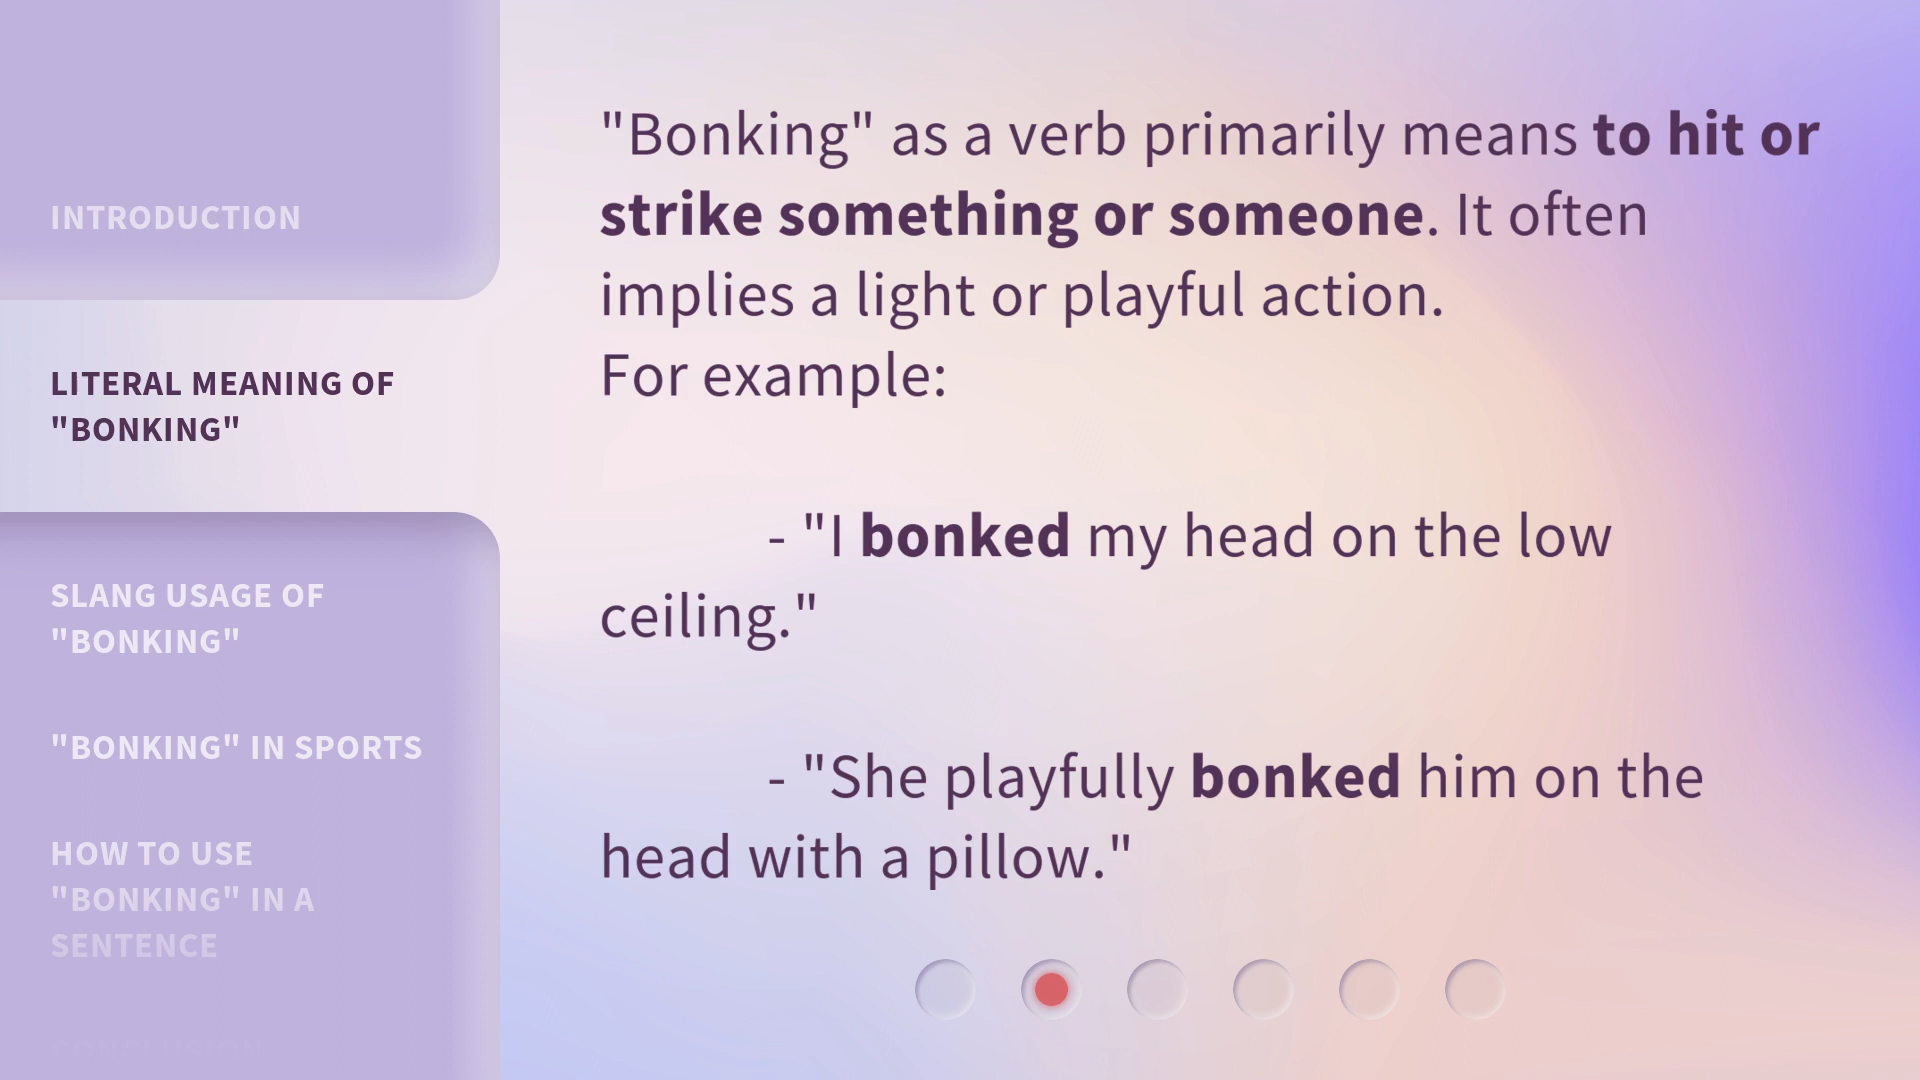 INTRODUCTION
LITERAL MEANING OF
"BONKING"
SLANG USAGE OF
"BONKING"
"BONKING" IN SPORTS
HOW TO USE
"BONKING" IN A
SENTENCE
CONCLUSION
"Bonking" as a verb primarily means to hit or
strike something or someone. It often
implies a light or playful action.
For example:
- "I bonked my head on the low
ceiling."
- "She playfully bonked him on the
head with a pillow."